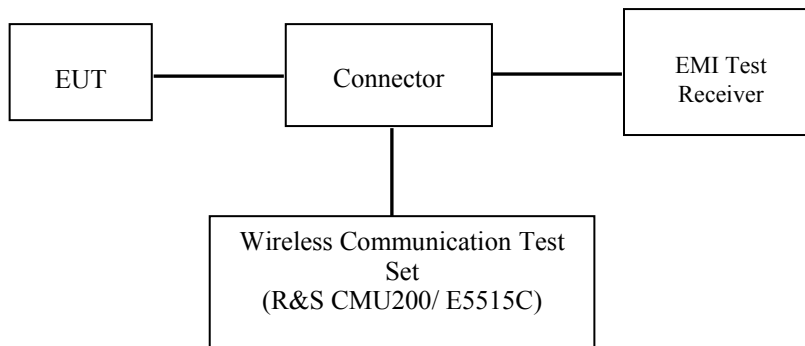 EUT
Connector
EMI Test
Receiver
Wireless Communication Test
Set
(R&S CMU200/ E5515C)